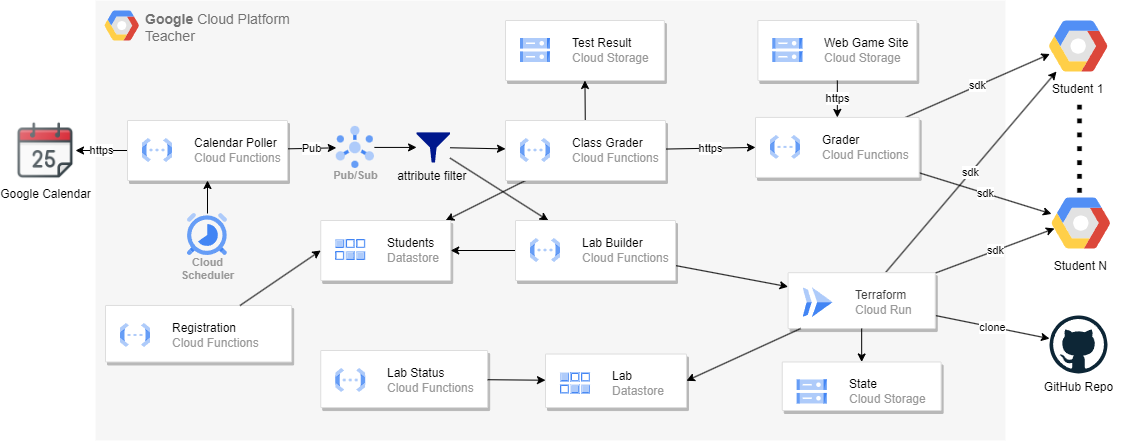 Google Cloud Platform
Teacher
Test Result
Cloud Storage
Web Game Site
Cloud Storage
sdk
Student 1
https
25
Google Calendar
https
Calendar Poller
Cloud Functions
Pub
Pub/Sub
attribute filter
Class Grader
Cloud Functions
https
Grader
Cloud Functions
sdk
sdk
Cloud
Scheduler
Students
Datastore
Lab Builder
Cloud Functions
sdk
Student N
Registration
Cloud Functions
Terraform
Cloud Run
clone
GitHub Repo
Lab Status
Cloud Functions
Lab
Datastore
State
Cloud Storage